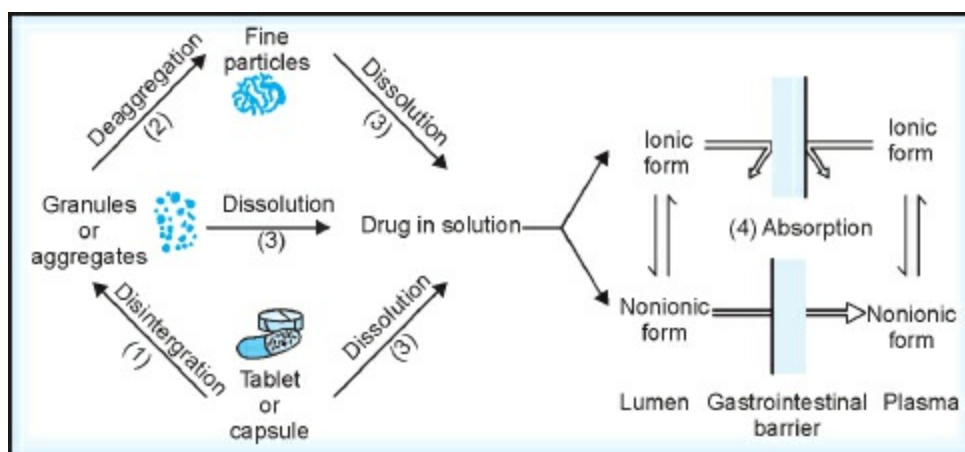 Fine
particles
Deaggregation
(2)
Dissolution
(3)
Granules
or
aggregates
Dissolution
(3)
Drug in solution
Disintergration
(1)
Tablet
or
capsule
Dissolution
(3)
Ionic
form
Ionic
form
(4) Absorption
Nonionic
form
Nonionic
form
Lumen
Gastrointestinal
barrier
Plasma